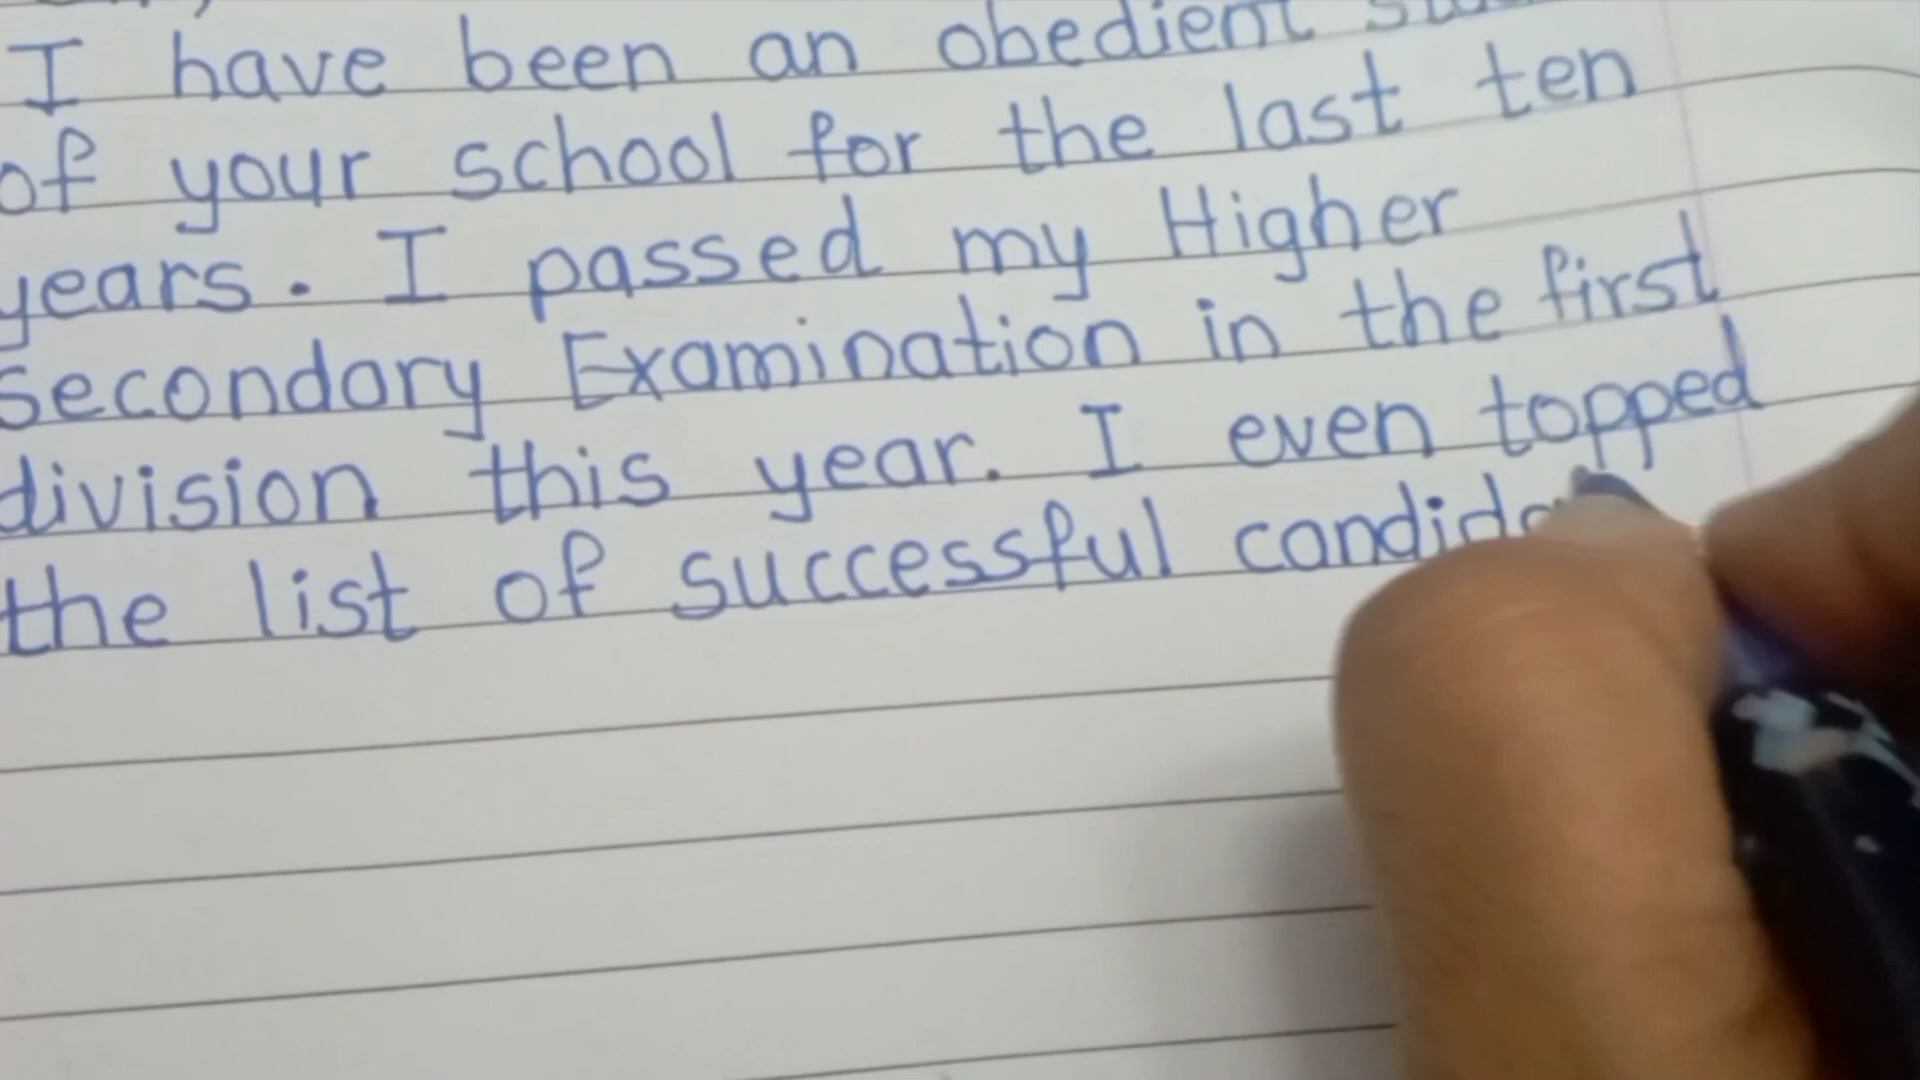 I have been an obedient
of your school for the last ten
years. I passed my Higher
Secondary Examination in the first
division this year. I even topped
the list of successful